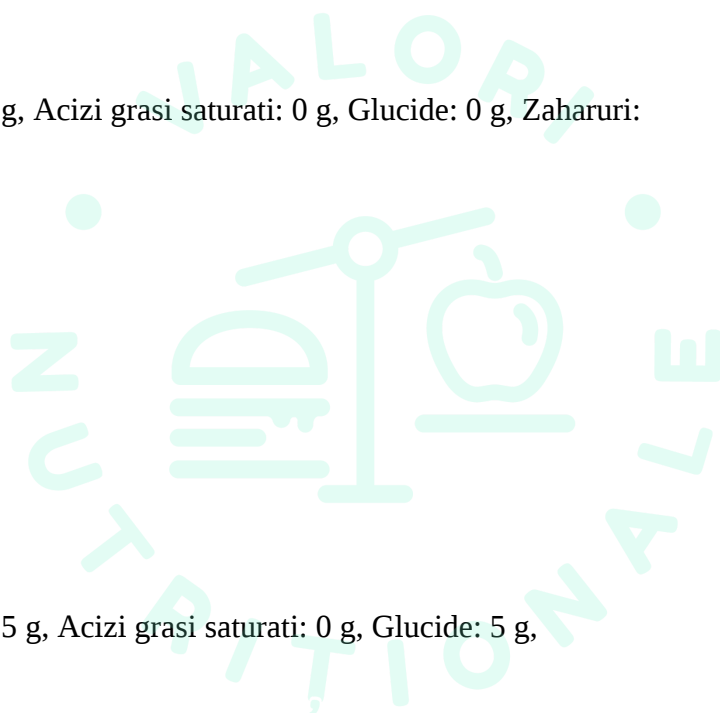 VALORI
g, Acizi grasi saturati: 0 g, Glucide: 0 g, Zaharuri:
NUTRITIONALE
5 g, Acizi grasi saturati: 0 g, Glucide: 5 g,